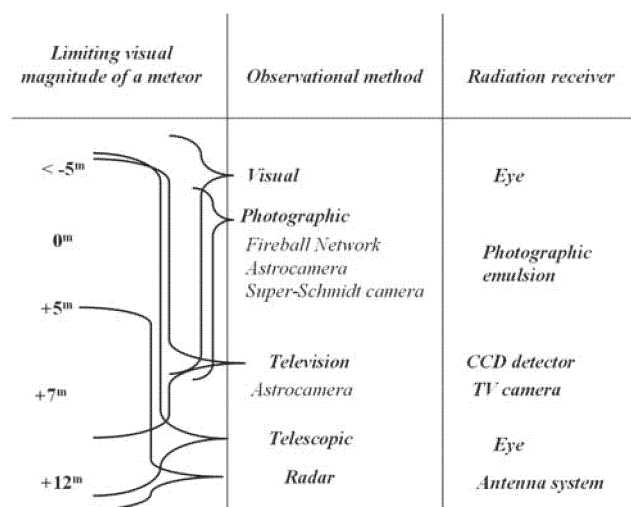 Limiting visual
magnitude of a meteor
Observational method
Radiation receiver
< -5ᵐ
Visual
Eye
Photographic
0ᵐ
Fireball Network
Astrocamera
Super-Schmidt camera
Photographic
emulsion
+5ᵐ
Television
CCD detector
+7ᵐ
Astrocamera
TV camera
Telescopic
Eye
+12ᵐ
Radar
Antenna system